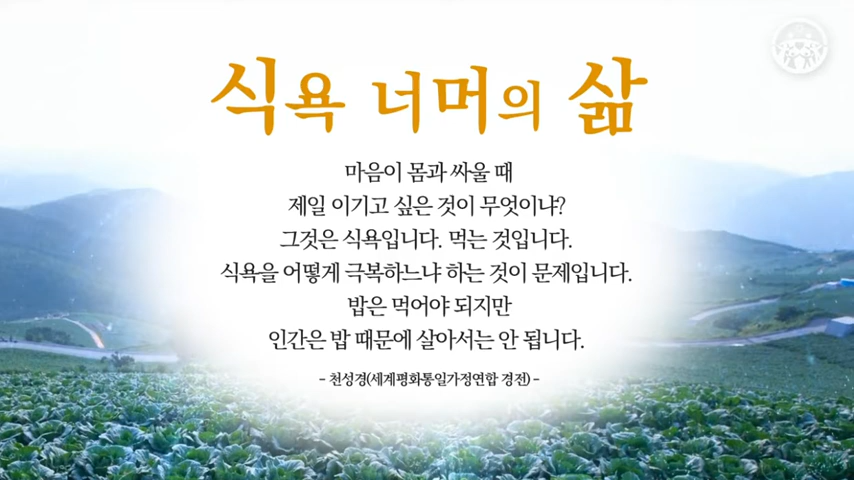 식욕 너머의 삶
마음이 몸과 싸울 때
제일 이기고 싶은 것이 무엇이냐?
그것은 식욕입니다. 먹는 것입니다.
식욕을 어떻게 극복하느냐 하는 것이 문제입니다.
밥은 먹어야 되지만
인간은 밥 때문에 살아서는 안 됩니다.
- 천성경(세계평화통일가정연합 경전) -